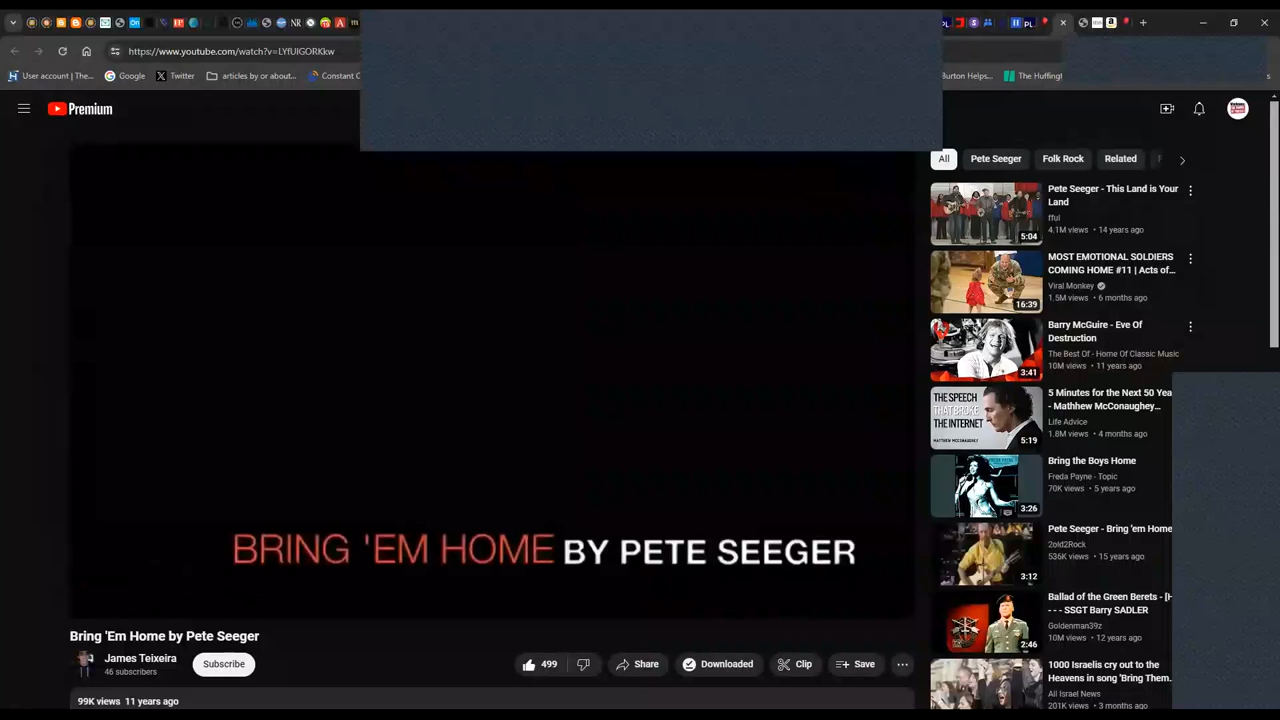 https://www.youtube.com/watch?v=LYfUIGORKkw
User account | The...
Google
Twitter
articles by or about...
Constant C
Burton Helps...
The Huffingt
Premium
All
Pete Seeger
Folk Rock
Related
Pete Seeger - This Land is Your
Land
fful
4.1M views • 14 years ago
5:04
MOST EMOTIONAL SOLDIERS
COMING HOME #11 | Acts of...
Viral Monkey
1.5M views • 6 months ago
16:39
Barry McGuire - Eve Of
Destruction
The Best Of - Home Of Classic Music
10M views • 11 years ago
3:41
THE SPEECH
THAT BROKE
THE INTERNET
MATTHEW MCCONAUGHEY
5 Minutes for the Next 50 Yea
- Mathhew McConaughey...
Life Advice
1.8M views • 4 months ago
5:19
Bring the Boys Home
Freda Payne - Topic
70K views • 5 years ago
3:26
Pete Seeger - Bring 'em Home
2old2Rock
536K views • 15 years ago
3:12
Ballad of the Green Berets - [H
- - - SSGT Barry SADLER
Goldenman39z
10M views • 12 years ago
2:46
1000 Israelis cry out to the
Heavens in song 'Bring Them...
All Israel News
201K views • 3 months ago
BRING 'EM HOME BY PETE SEEGER
Bring 'Em Home by Pete Seeger
James Teixeira
46 subscribers
Subscribe
499
Share
Downloaded
Clip
Save
99K views 11 years ago